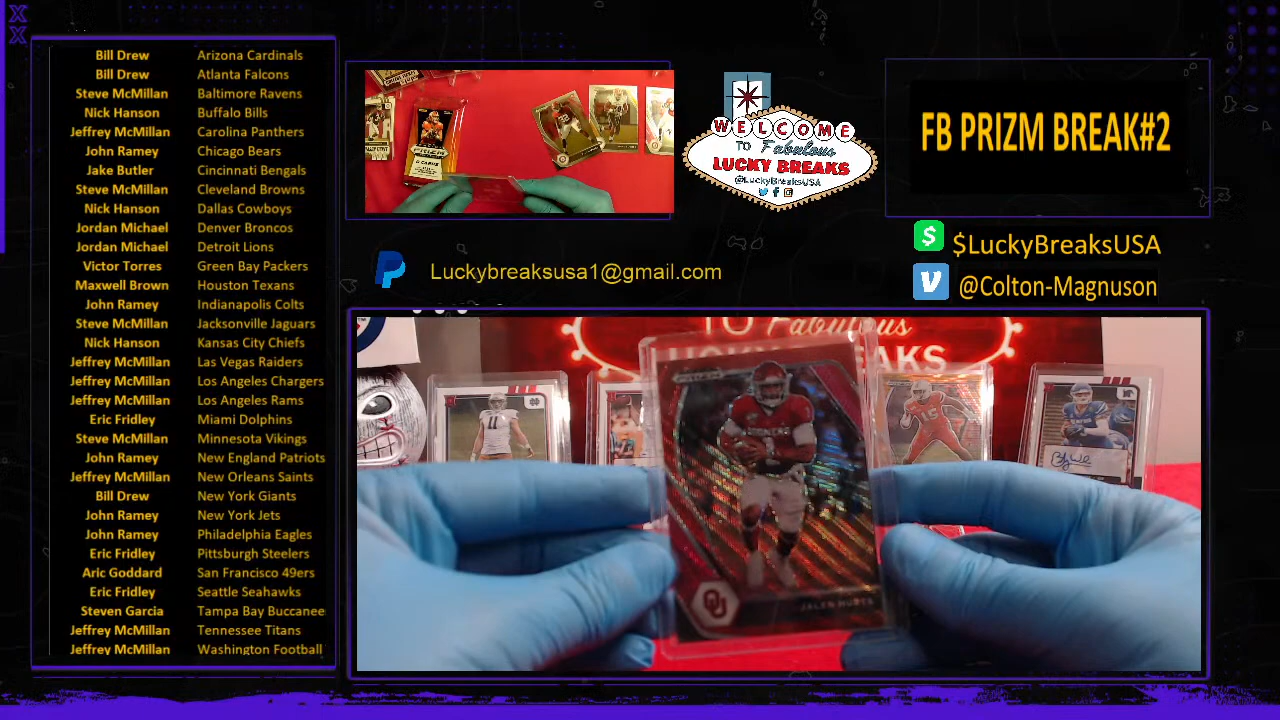 Bill Drew Arizona Cardinals
Bill Drew Atlanta Falcons
Steve McMillan Baltimore Ravens
Nick Hanson Buffalo Bills
Jeffrey McMillan Carolina Panthers
John Ramey Chicago Bears
Jake Butler Cincinnati Bengals
Steve McMillan Cleveland Browns
Nick Hanson Dallas Cowboys
Jordan Michael Denver Broncos
Jordan Michael Detroit Lions
Victor Torres Green Bay Packers
Maxwell Brown Houston Texans
John Ramey Indianapolis Colts
Steve McMillan Jacksonville Jaguars
Nick Hanson Kansas City Chiefs
Jeffrey McMillan Las Vegas Raiders
Jeffrey McMillan Los Angeles Chargers
Jeffrey McMillan Los Angeles Rams
Eric Fridley Miami Dolphins
Steve McMillan Minnesota Vikings
John Ramey New England Patriots
Jeffrey McMillan New Orleans Saints
Bill Drew New York Giants
John Ramey New York Jets
John Ramey Philadelphia Eagles
Eric Fridley Pittsburgh Steelers
Aric Goddard San Francisco 49ers
Eric Fridley Seattle Seahawks
Steven Garcia Tampa Bay Buccanee
Jeffrey McMillan Tennessee Titans
Jeffrey McMillan Washington Football
WELCOME
TO Fabulous
LUCKY BREAKS
@LuckyBreaksUSA
FB PRIZM BREAK#2
$LuckyBreaksUSA
@Colton-Magnuson
Luckybreaksusa1@gmail.com
TO Fabulous
JALEN HURTS
OU
11
15